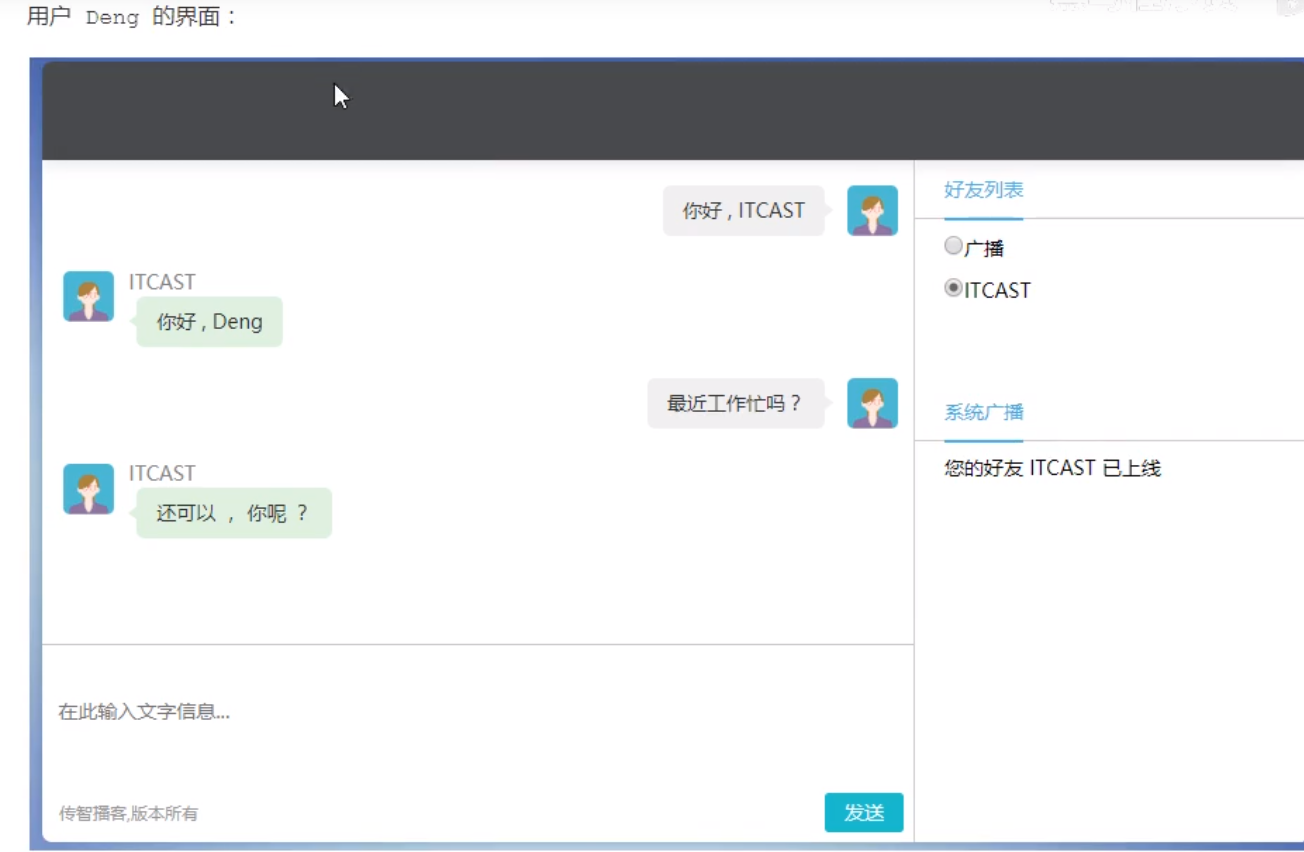 用户 Deng 的界面：
你好 , ITCAST
ITCAST
你好 , Deng
最近工作忙吗 ?
ITCAST
还可以 ， 你呢 ？
在此输入文字信息...
传智播客,版本所有
发送
好友列表
广播
ITCAST
系统广播
您的好友 ITCAST 已上线